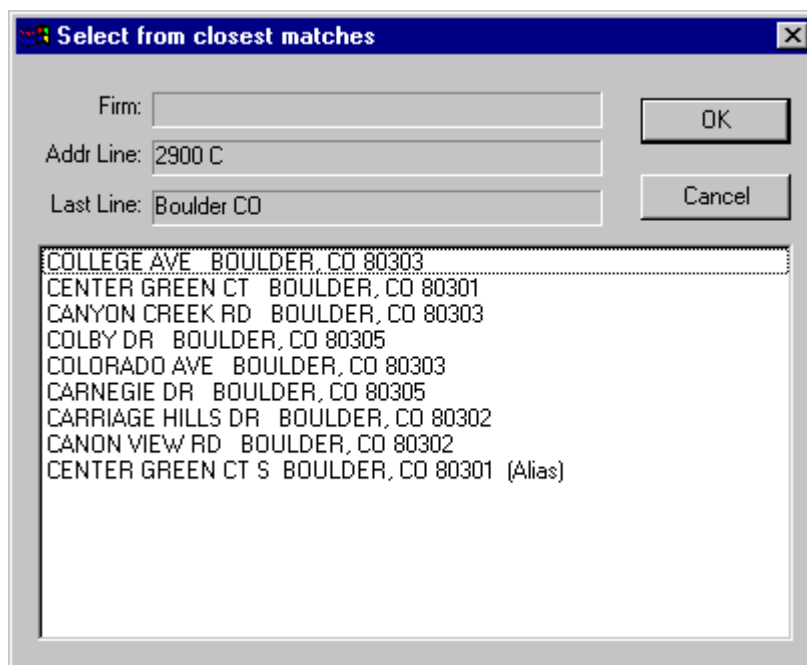 Select from closest matches
Firm:
OK
Addr Line: 2900 C
Last Line: Boulder CO
Cancel
COLLEGE AVE   BOULDER, CO 80303
CENTER GREEN CT   BOULDER, CO 80301
CANYON CREEK RD   BOULDER, CO 80303
COLBY DR   BOULDER, CO 80305
COLORADO AVE   BOULDER, CO 80303
CARNEGIE DR   BOULDER, CO 80305
CARRIAGE HILLS DR   BOULDER, CO 80302
CANON VIEW RD   BOULDER, CO 80302
CENTER GREEN CT S  BOULDER, CO 80301  (Alias)